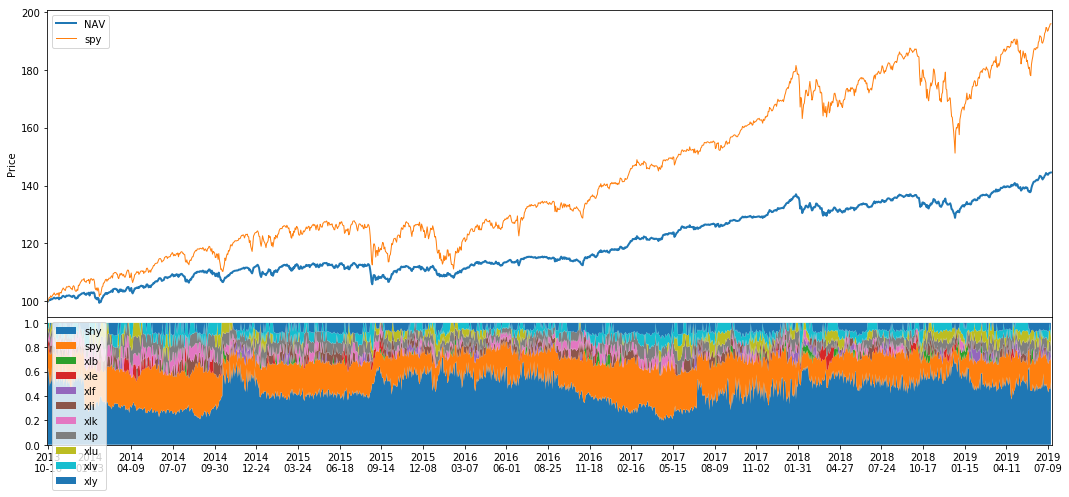 200
180
160
140
120
100
Price
NAV
spy
1.0
0.8
0.6
0.4
0.2
0.0
shy
spy
xlb
xle
xlf
xli
xlk
xlp
xlu
xlv
xly
2014 2014 2014 2014 2015 2015 2015 2015 2016 2016 2016 2016 2017 2017 2017 2017 2018 2018 2018 2018 2019 2019 2019
04-09 07-07 09-30 12-24 03-24 06-18 09-14 12-08 03-07 06-01 08-25 11-18 02-16 05-15 08-09 11-02 01-31 04-27 07-24 10-17 01-15 04-11 07-09